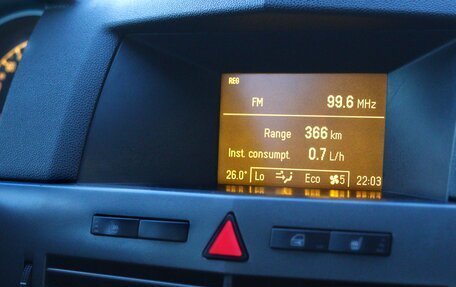 REG
FM 99.6 MHz
Range 366 km
Inst. consumpt 0.7 L/h
26.0° Lo Eco 5 22:03